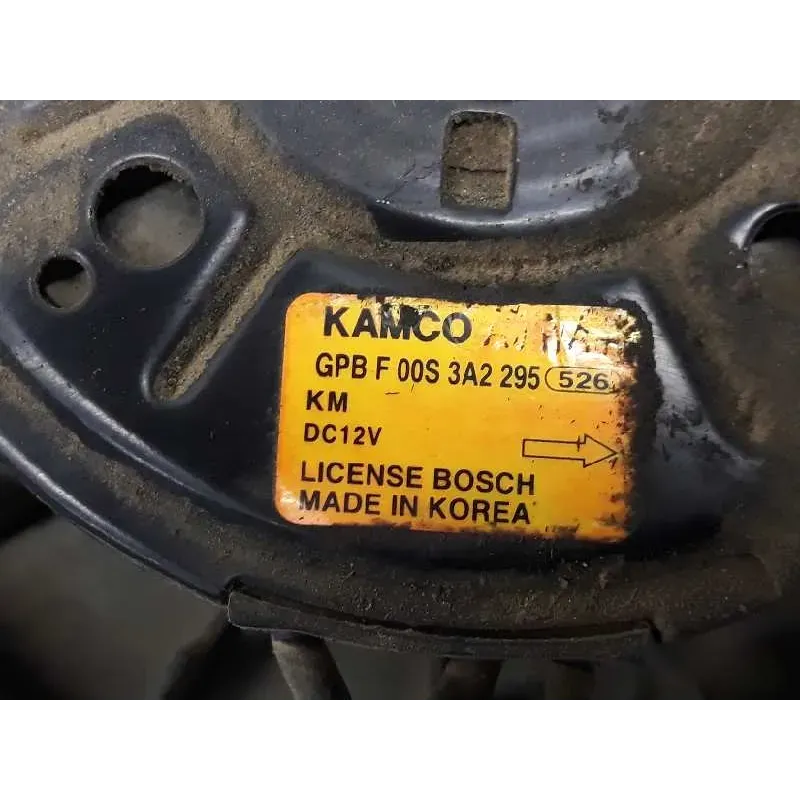 KAMCO
GPB F 00S 3A2 295 526
KM
DC12V
LICENSE BOSCH
MADE IN KOREA